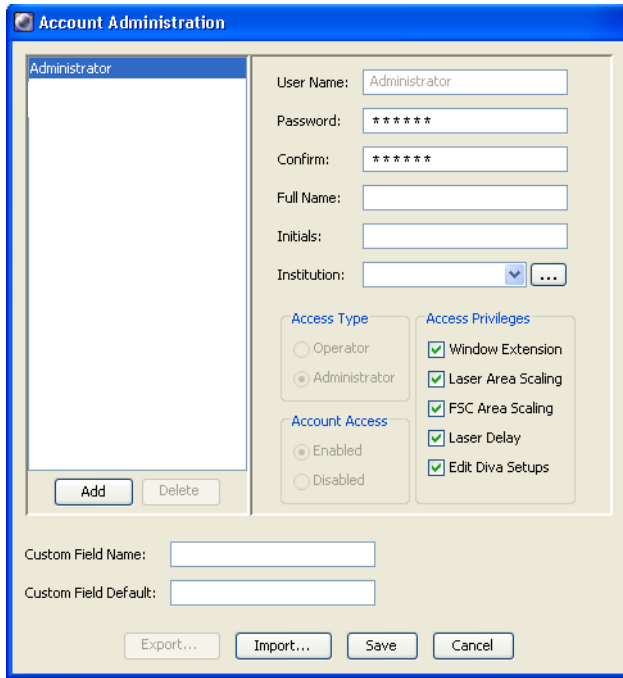 Account Administration
Administrator
User Name: Administrator
Password: ******
Confirm: ******
Full Name:
Initials:
Institution: ...
Access Type
Operator
Administrator
Account Access
Enabled
Disabled
Access Privileges
Window Extension
Laser Area Scaling
FSC Area Scaling
Laser Delay
Edit Diva Setups
Add Delete
Custom Field Name:
Custom Field Default:
Export... Import... Save Cancel